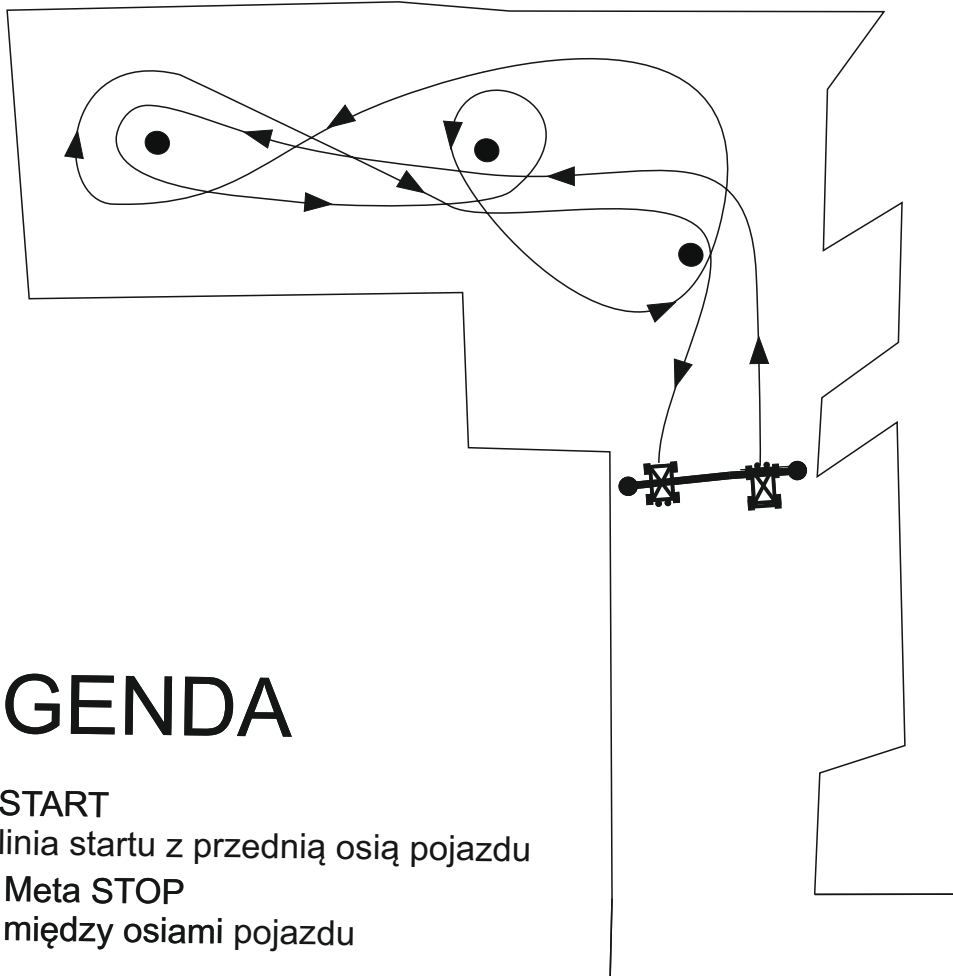 GENDA
START
linia startu z przednią osią pojazdu
Meta STOP
między osiami pojazdu